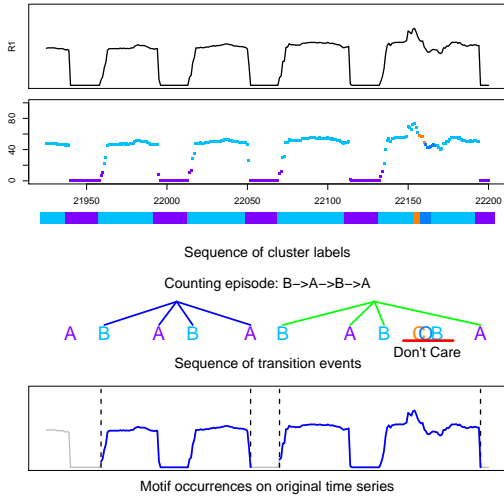 R1
80
40
0
21950 22000 22050 22100 22150 22200
Sequence of cluster labels
Counting episode: B->A->B->A
A B A B A B A B C D B A
Don't Care
Sequence of transition events
Motif occurrences on original time series